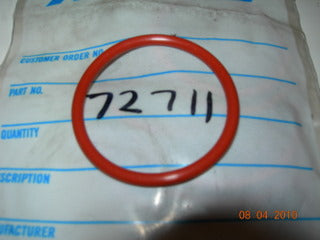 CUSTOMER ORDER NO.
PART NO.
72711
QUANTITY
SCRIPTION
UFACTURER
08.04.2010